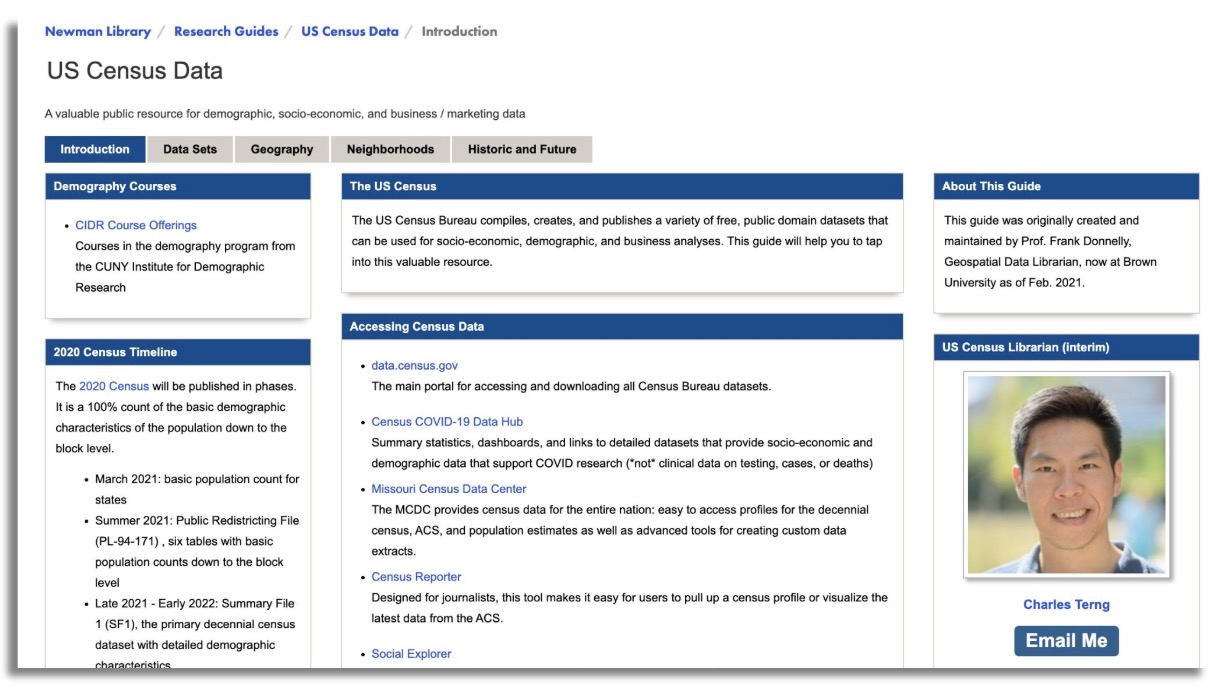 Newman Library / Research Guides / US Census Data / Introduction
US Census Data
A valuable public resource for demographic, socio-economic, and business / marketing data
Introduction
Data Sets
Geography
Neighborhoods
Historic and Future
Demography Courses
• CIDR Course Offerings
Courses in the demography program from
the CUNY Institute for Demographic
Research
2020 Census Timeline
The 2020 Census will be published in phases.
It is a 100% count of the basic demographic
characteristics of the population down to the
block level.
• March 2021: basic population count for
states
• Summer 2021: Public Redistricting File
(PL-94-171) , six tables with basic
population counts down to the block
level
• Late 2021 - Early 2022: Summary File
1 (SF1), the primary decennial census
dataset with detailed demographic
characteristics
The US Census
The US Census Bureau compiles, creates, and publishes a variety of free, public domain datasets that
can be used for socio-economic, demographic, and business analyses. This guide will help you to tap
into this valuable resource.
Accessing Census Data
• data.census.gov
The main portal for accessing and downloading all Census Bureau datasets.
• Census COVID-19 Data Hub
Summary statistics, dashboards, and links to detailed datasets that provide socio-economic and
demographic data that support COVID research (*not* clinical data on testing, cases, or deaths)
• Missouri Census Data Center
The MCDC provides census data for the entire nation: easy to access profiles for the decennial
census, ACS, and population estimates as well as advanced tools for creating custom data
extracts.
• Census Reporter
Designed for journalists, this tool makes it easy for users to pull up a census profile or visualize the
latest data from the ACS.
• Social Explorer
About This Guide
This guide was originally created and
maintained by Prof. Frank Donnelly,
Geospatial Data Librarian, now at Brown
University as of Feb. 2021.
US Census Librarian (interim)
Charles Terng
Email Me